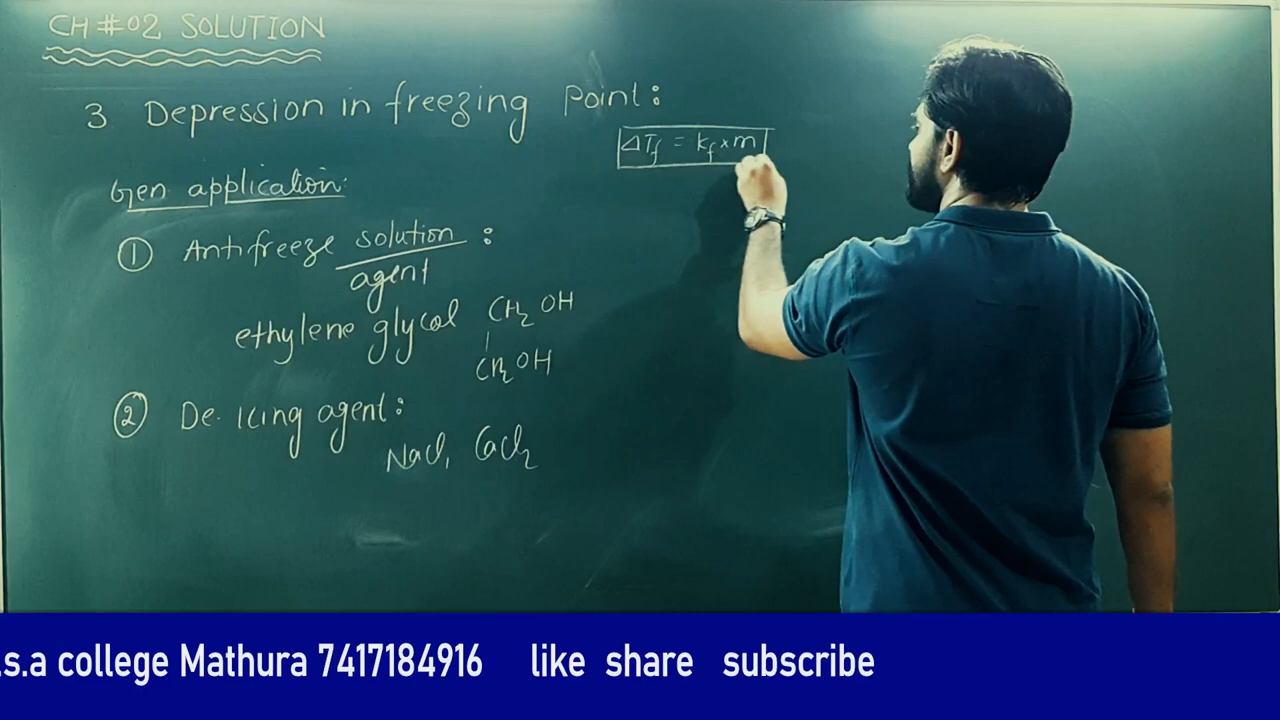 CH #02 SOLUTION
3 Depression in freezing point:
ΔTf = kf × m
Gen application:
① Antifreeze solution :
agent
ethylene glycol CH2 OH
CH2 OH
② De-Icing agent:
NaCl, CaCl2
.s.a college Mathura 7417184916 like share subscribe